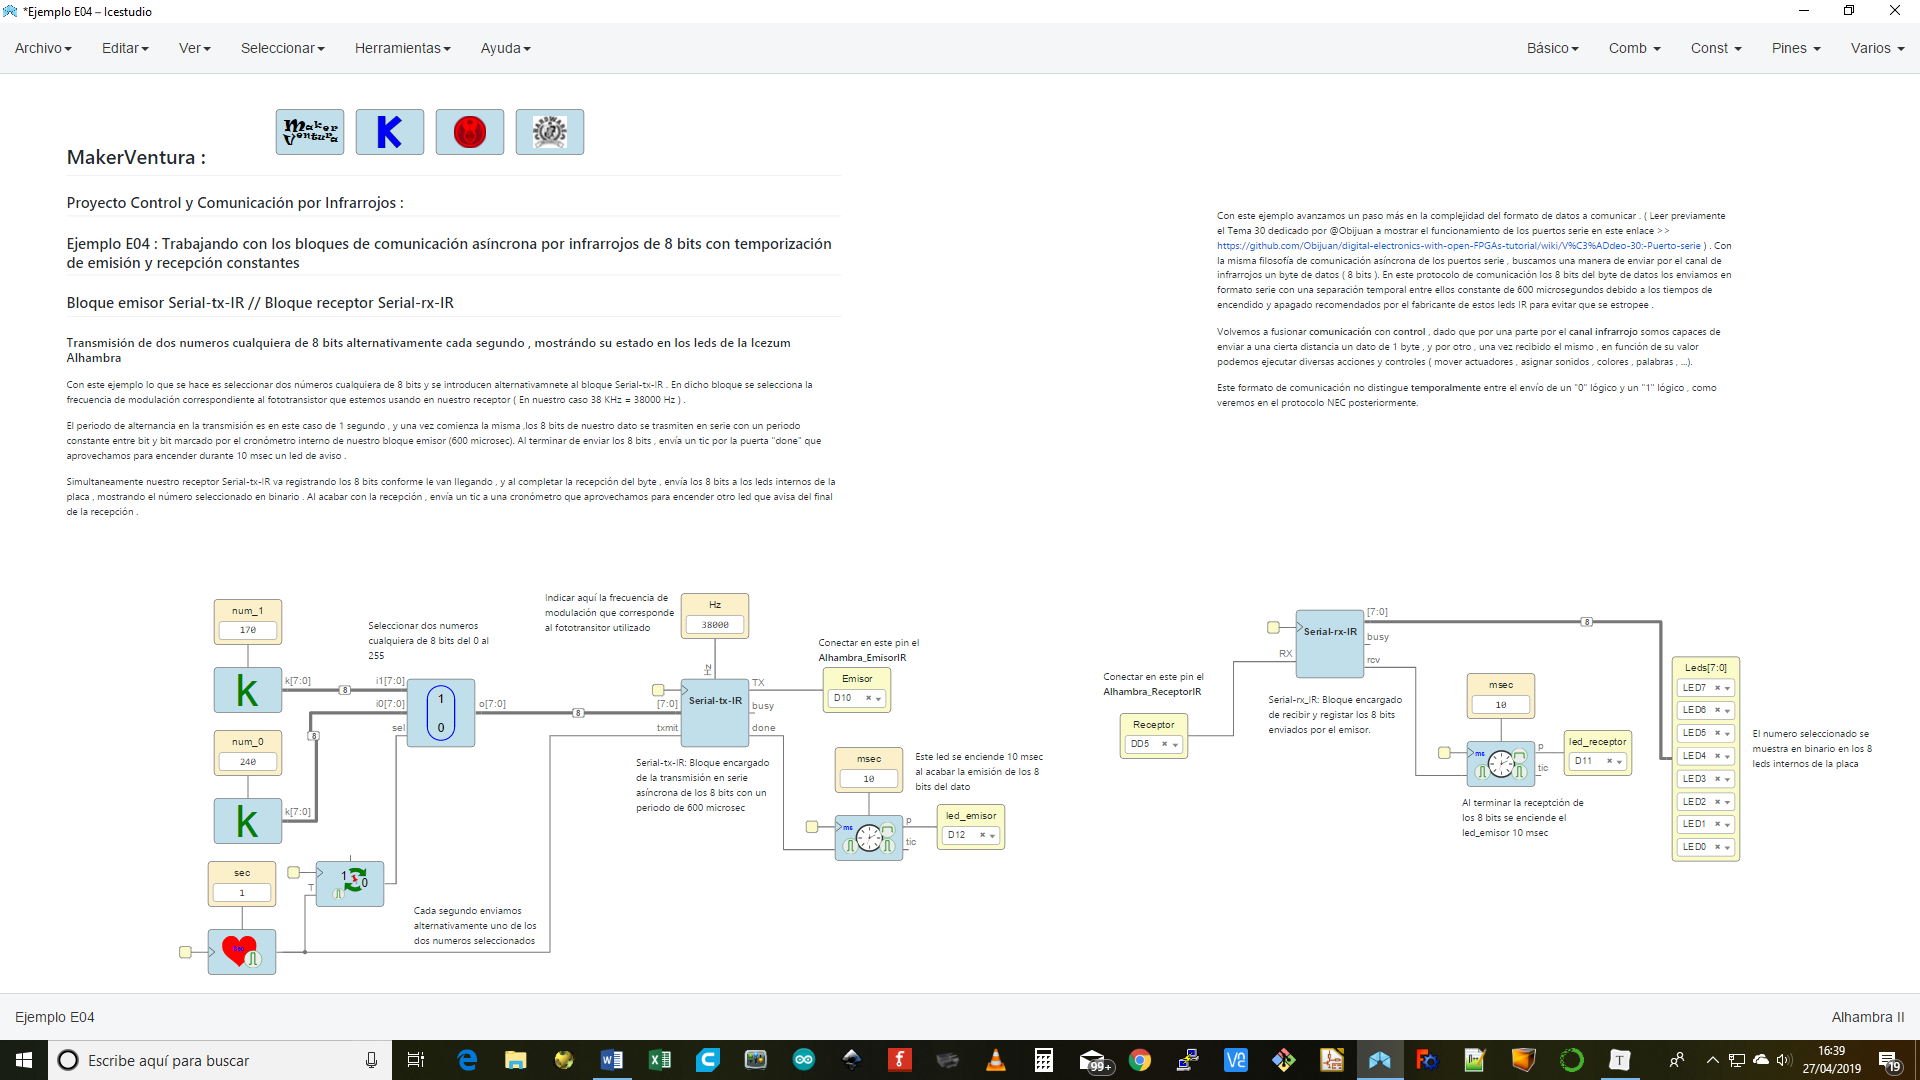 *Ejemplo E04 – Icestudio
Archivo Editar Ver Seleccionar Herramientas Ayuda Básico Comb Const Pines Varios
Maker Ventura K
MakerVentura :
Proyecto Control y Comunicación por Infrarrojos :
Ejemplo E04 : Trabajando con los bloques de comunicación asíncrona por infrarrojos de 8 bits con temporización
de emisión y recepción constantes
Bloque emisor Serial-tx-IR // Bloque receptor Serial-rx-IR
Transmisión de dos numeros cualquiera de 8 bits alternativamente cada segundo , mostrándo su estado en los leds de la Icezum
Alhambra
Con este ejemplo lo que se hace es seleccionar dos números cualquiera de 8 bits y se introducen alternativamnete al bloque Serial-tx-IR . En dicho bloque se selecciona la
frecuencia de modulación correspondiente al fototransistor que estemos usando en nuestro receptor ( En nuestro caso 38 KHz = 38000 Hz ) .
El periodo de alternancia en la transmisión es en este caso de 1 segundo , y una vez comienza la misma ,los 8 bits de nuestro dato se trasmiten en serie con un periodo
constante entre bit y bit marcado por el cronómetro interno de nuestro bloque emisor (600 microsec). Al terminar de enviar los 8 bits , envía un tic por la puerta "done" que
aprovechamos para encender durante 10 msec un led de aviso .
Simultaneamente nuestro receptor Serial-tx-IR va registrando los 8 bits conforme le van llegando , y al completar la recepción del byte , envía los 8 bits a los leds internos de la
placa , mostrando el número seleccionado en binario . Al acabar con la recepción , envía un tic a una cronómetro que aprovechamos para encender otro led que avisa del final
de la recepción .
Con este ejemplo avanzamos un paso más en la complejidad del formato de datos a comunicar . ( Leer previamente
el Tema 30 dedicado por @Obijuan a mostrar el funcionamiento de los puertos serie en este enlace >>
https://github.com/Obijuan/digital-electronics-with-open-FPGAs-tutorial/wiki/V%C3%ADdeo-30:-Puerto-serie ) . Con
la misma filosofía de comunicación asíncrona de los puertos serie , buscamos una manera de enviar por el canal de
infrarrojos un byte de datos ( 8 bits ). En este protocolo de comunicación los 8 bits del byte de datos los enviamos en
formato serie con una separación temporal entre ellos constante de 600 microsegundos debido a los tiempos de
encendido y apagado recomendados por el fabricante de estos leds IR para evitar que se estropee .
Volvemos a fusionar comunicación con control , dado que por una parte por el canal infrarrojo somos capaces de
enviar a una cierta distancia un dato de 1 byte , y por otro , una vez recibido el mismo , en función de su valor
podemos ejecutar diversas acciones y controles ( mover actuadores , asignar sonidos , colores , palabras , ...).
Este formato de comunicación no distingue temporalmente entre el envío de un "0" lógico y un "1" lógico , como
veremos en el protocolo NEC posteriormente.
num_1
170
k
k[7:0]
8
num_0
240
k
k[7:0]
8
Seleccionar dos numeros
cualquiera de 8 bits del 0 al
255
i1[7:0]
i0[7:0]
sel
1
0
o[7:0]
8
sec
1
T
1 0
Cada segundo enviamos
alternativamente uno de los
dos numeros seleccionados
Indicar aquí la frecuencia de
modulación que corresponde
al fototransitor utilizado
Hz
38000
Hz
Serial-tx-IR
[7:0]
txmit
TX
busy
done
Serial-tx-IR: Bloque encargado
de la transmisión en serie
asíncrona de los 8 bits con un
periodo de 600 microsec
Conectar en este pin el
Alhambra_EmisorIR
Emisor
D10
msec
10
ms
p
tic
Este led se enciende 10 msec
al acabar la emisión de los 8
bits del dato
led_emisor
D12
Conectar en este pin el
Alhambra_ReceptorIR
Receptor
DD5
RX
Serial-rx-IR
[7:0]
busy
rcv
8
Serial-rx_IR: Bloque encargado
de recibir y registar los 8 bits
enviados por el emisor.
msec
10
ms
p
tic
led_receptor
D11
Al terminar la receptción de
los 8 bits se enciende el
led_emisor 10 msec
Leds[7:0]
LED7
LED6
LED5
LED4
LED3
LED2
LED1
LED0
El numero seleccionado se
muestra en binario en los 8
leds internos de la placa
Ejemplo E04 Alhambra II
Escribe aquí para buscar
99+
16:39
27/04/2019
19